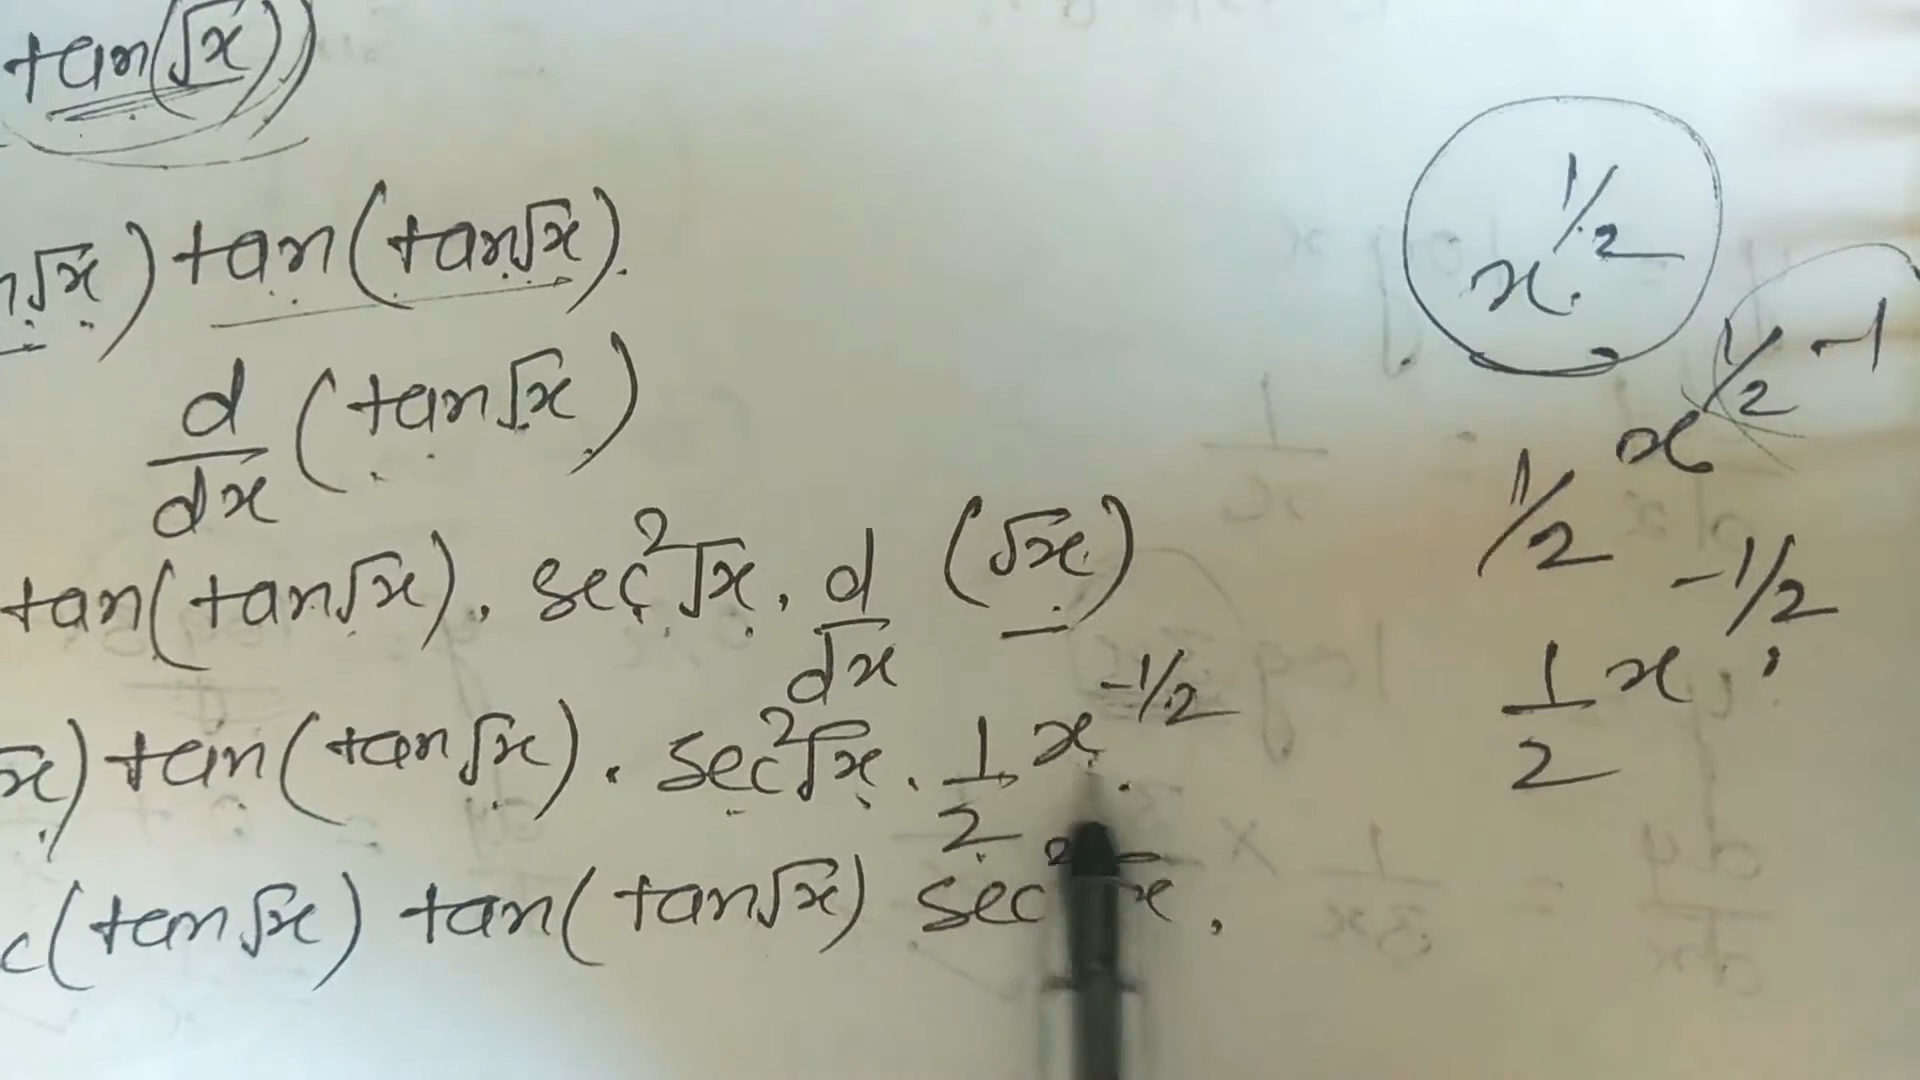 tan(√x))
n√x) tan(tan√x).
d/dx (tan√x)
tan(tan√x). sec²√x. d/dx (√x)
√x) tan(tan√x). sec²√x. 1/2 x^-1/2
c(tan√x) tan(tan√x) sec²√x.
x^1/2
1/2 x^1/2 -1
1/2 x^-1/2